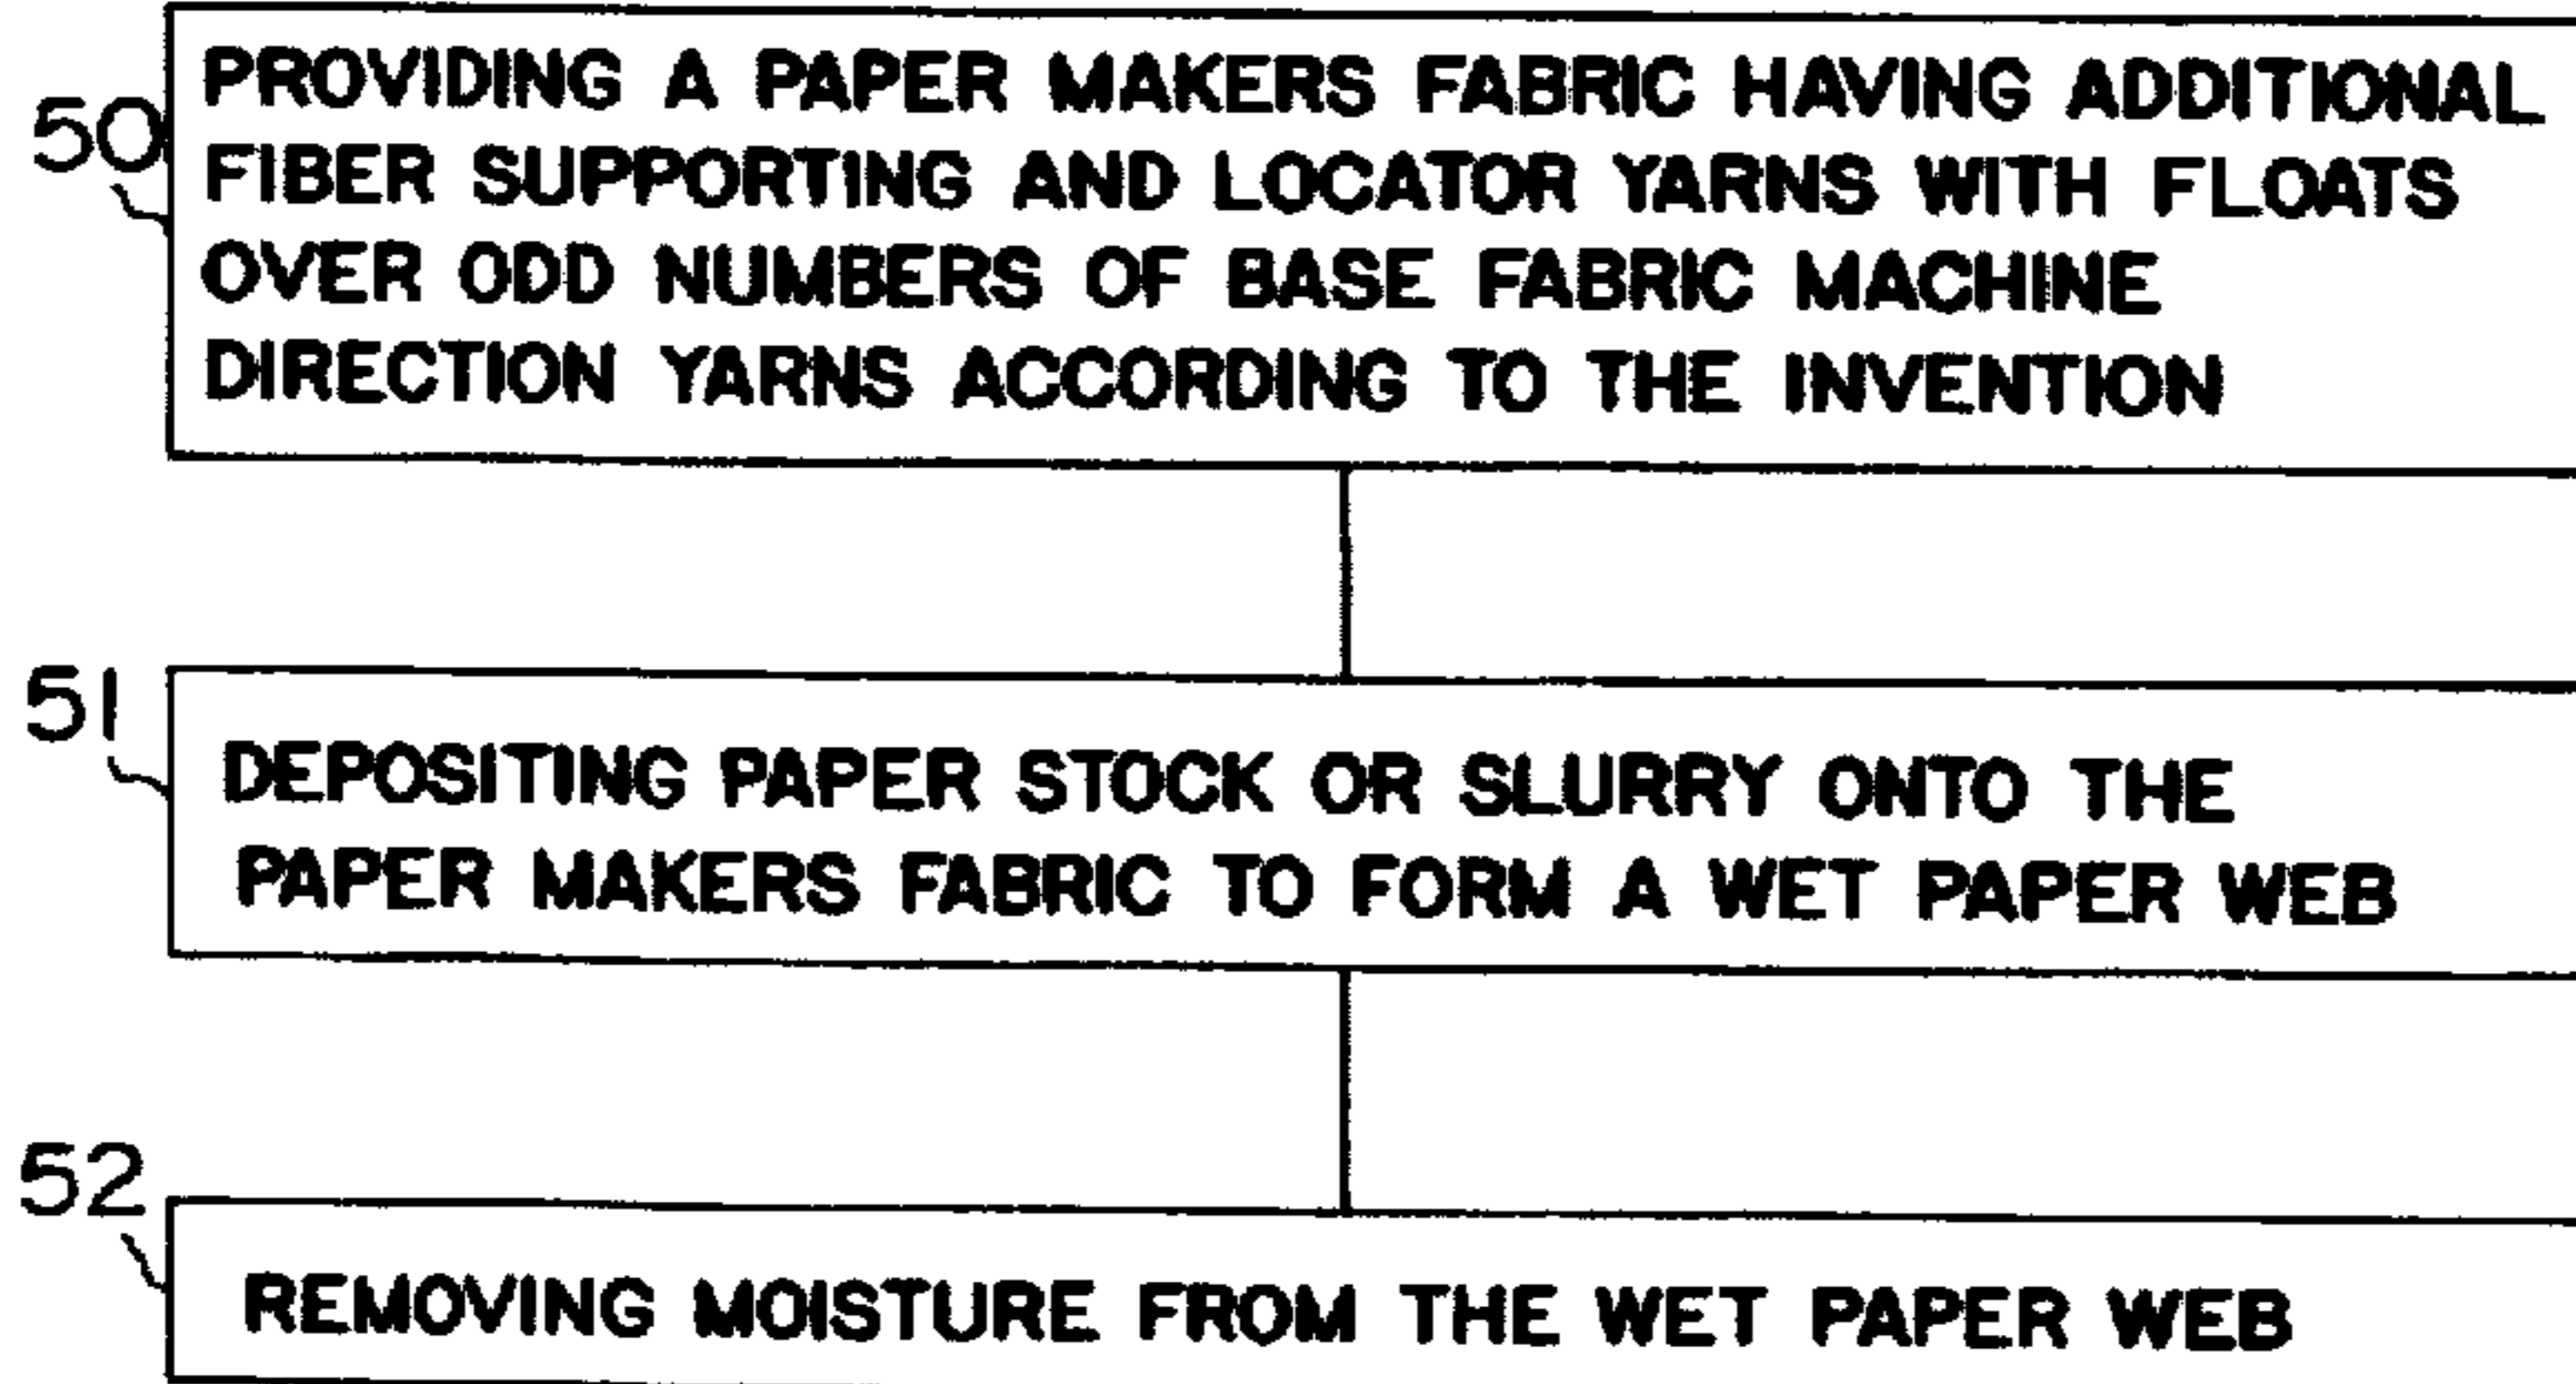 50
PROVIDING A PAPER MAKERS FABRIC HAVING ADDITIONAL
FIBER SUPPORTING AND LOCATOR YARNS WITH FLOATS
OVER ODD NUMBERS OF BASE FABRIC MACHINE
DIRECTION YARNS ACCORDING TO THE INVENTION
51
DEPOSITING PAPER STOCK OR SLURRY ONTO THE
PAPER MAKERS FABRIC TO FORM A WET PAPER WEB
52
REMOVING MOISTURE FROM THE WET PAPER WEB